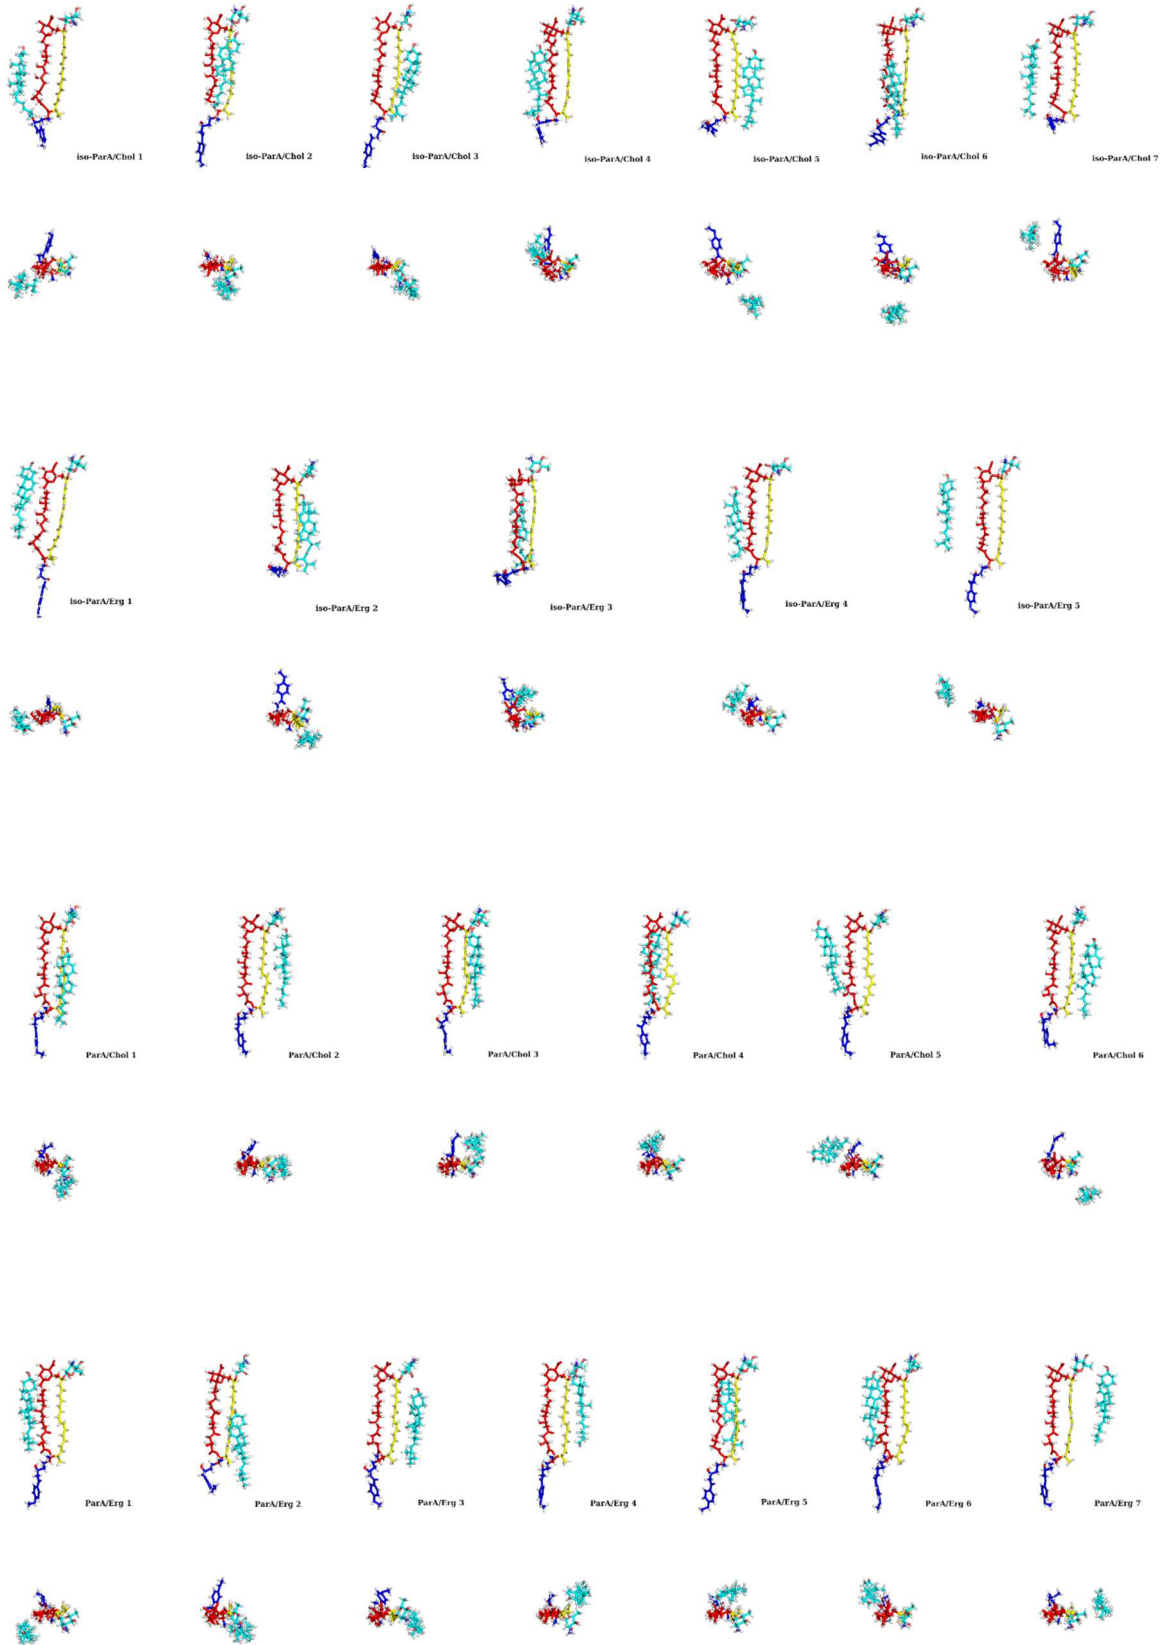 iso-ParA/Chol 1
iso-ParA/Chol 2
iso-ParA/Chol 3
iso-ParA/Chol 4
iso-ParA/Chol 5
iso-ParA/Chol 6
iso-ParA/Chol 7
iso-ParA/Erg 1
iso-ParA/Erg 2
iso-ParA/Erg 3
iso-ParA/Erg 4
iso-ParA/Erg 5
ParA/Chol 1
ParA/Chol 2
ParA/Chol 3
ParA/Chol 4
ParA/Chol 5
ParA/Chol 6
ParA/Erg 1
ParA/Erg 2
ParA/Erg 3
ParA/Erg 4
ParA/Erg 5
ParA/Erg 6
ParA/Erg 7